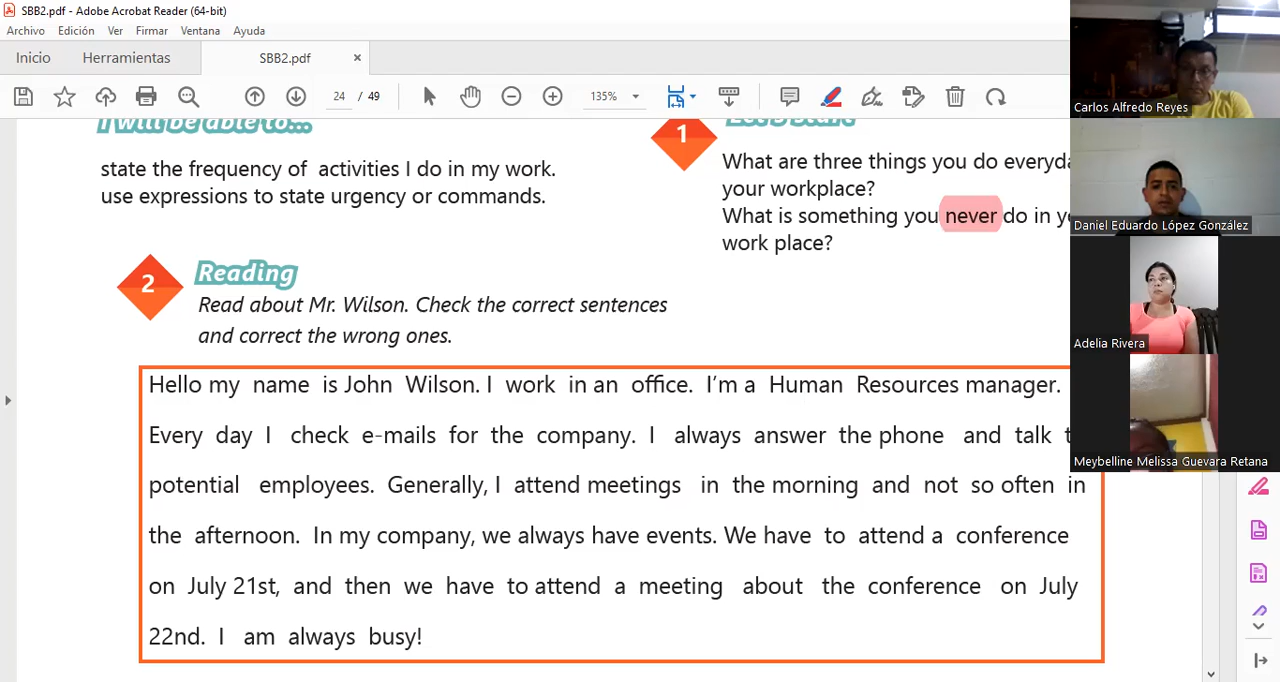 SBB2.pdf - Adobe Acrobat Reader (64-bit)
Archivo Edición Ver Firmar Ventana Ayuda
Inicio Herramientas SBB2.pdf ×
24 / 49 135%
I will be able to...
state the frequency of activities I do in my work.
use expressions to state urgency or commands.
1 Let's Start
What are three things you do everyda
your workplace?
What is something you never do in y
work place?
2 Reading
Read about Mr. Wilson. Check the correct sentences
and correct the wrong ones.
Hello my name is John Wilson. I work in an office. I'm a Human Resources manager.
Every day I check e-mails for the company. I always answer the phone and talk t
potential employees. Generally, I attend meetings in the morning and not so often in
the afternoon. In my company, we always have events. We have to attend a conference
on July 21st, and then we have to attend a meeting about the conference on July
22nd. I am always busy!
Carlos Alfredo Reyes
Daniel Eduardo López González
Adelia Rivera
Meybelline Melissa Guevara Retana